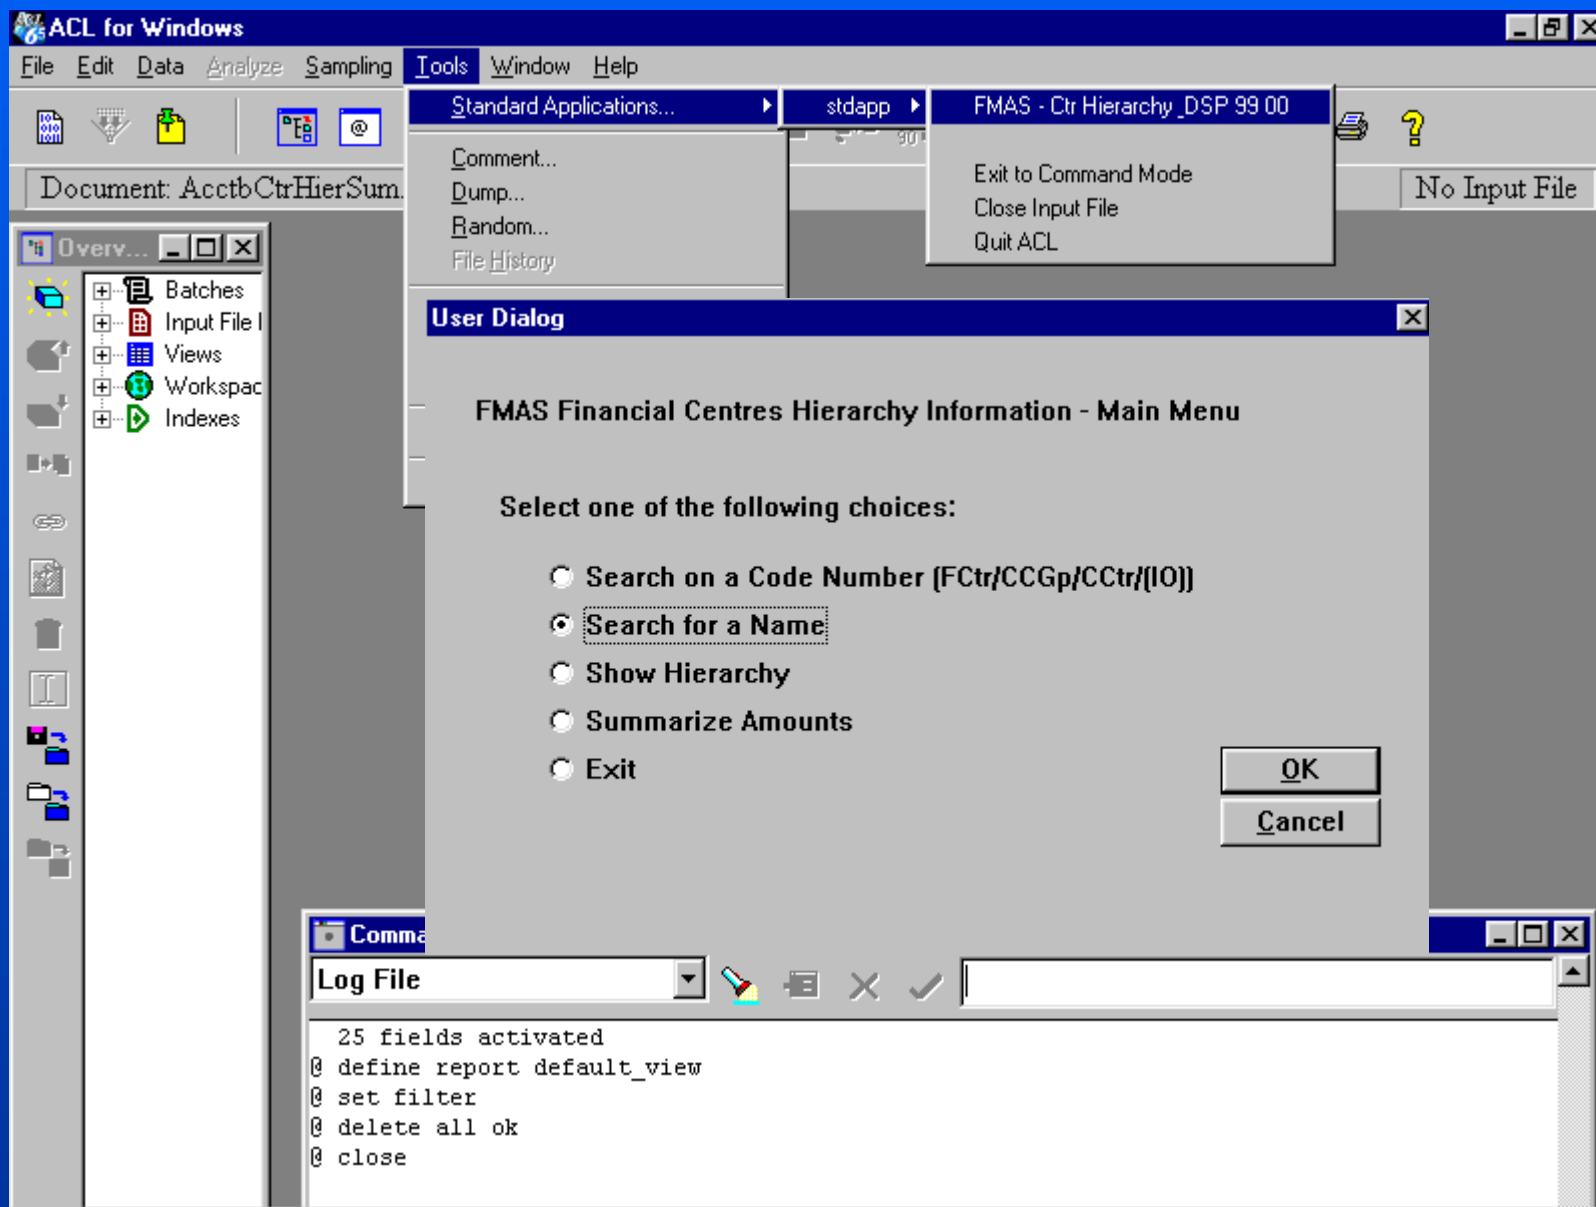 ACL for Windows
File Edit Data Analyze Sampling Tools Window Help
Standard Applications...
stdapp
FMAS - Ctr Hierarchy_DSP 99 00
Exit to Command Mode
Close Input File
Quit ACL
Comment...
Dump...
Random...
File History
@
90
Document: AcctbCtrHierSum.
No Input File
Overv...
Batches
Input File
Views
Workspac
Indexes
User Dialog
FMAS Financial Centres Hierarchy Information - Main Menu
Select one of the following choices:
Search on a Code Number (FCtr/CCGp/CCtr/(IO))
Search for a Name
Show Hierarchy
Summarize Amounts
Exit
OK
Cancel
Comma
Log File
25 fields activated
@ define report default_view
@ set filter
@ delete all ok
@ close